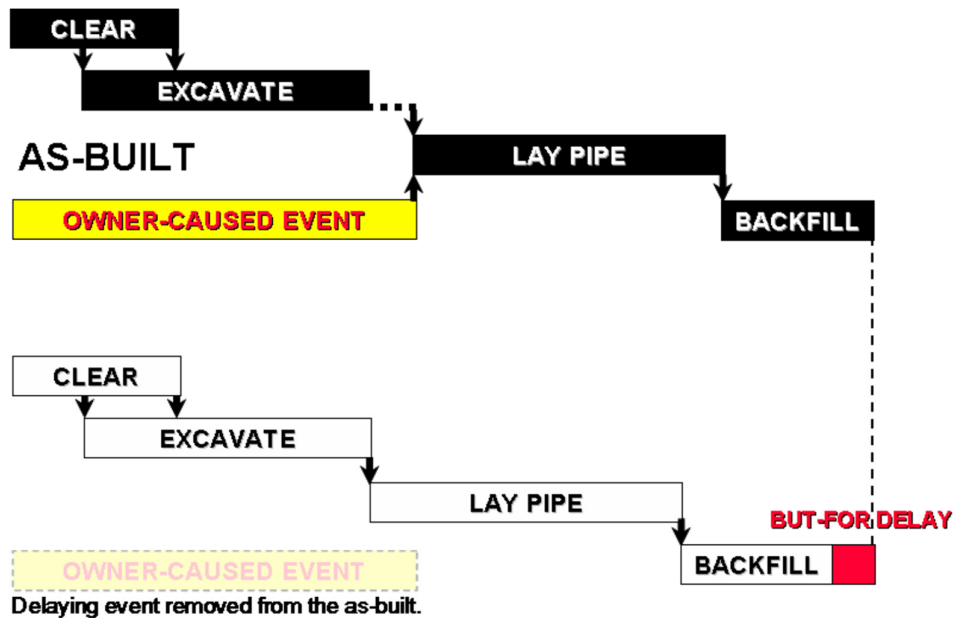 CLEAR
EXCAVATE
AS-BUILT
LAY PIPE
OWNER-CAUSED EVENT
BACKFILL
CLEAR
EXCAVATE
LAY PIPE
BUT-FOR DELAY
OWNER-CAUSED EVENT
BACKFILL
Delaying event removed from the as-built.